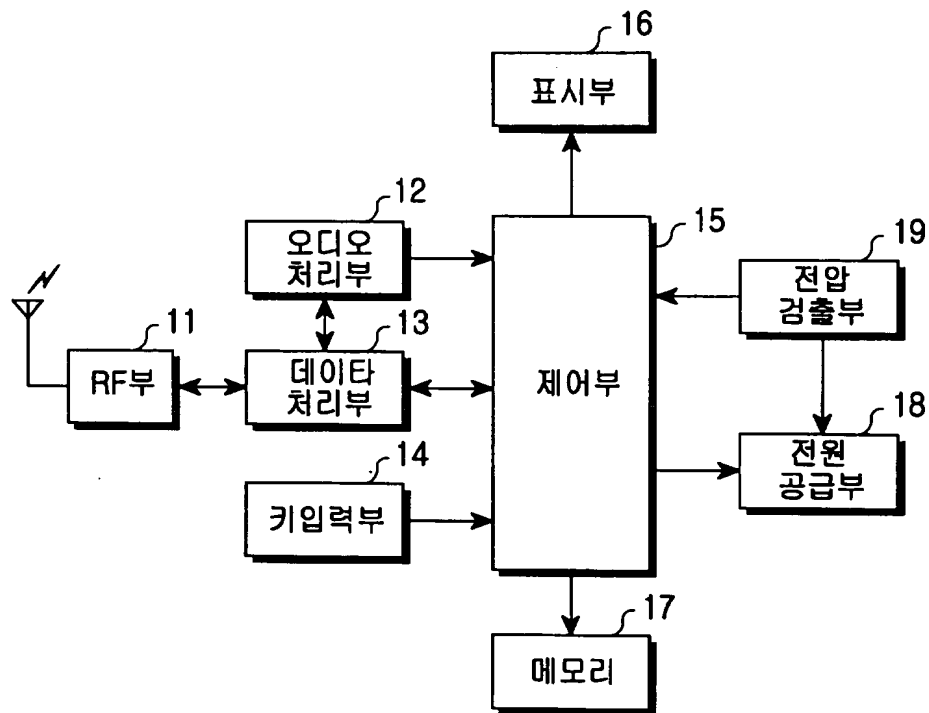 16
표시부
12
오디오
처리부
15
19
전압
검출부
11
RF부
13
데이타
처리부
제어부
18
전원
공급부
14
키입력부
17
메모리